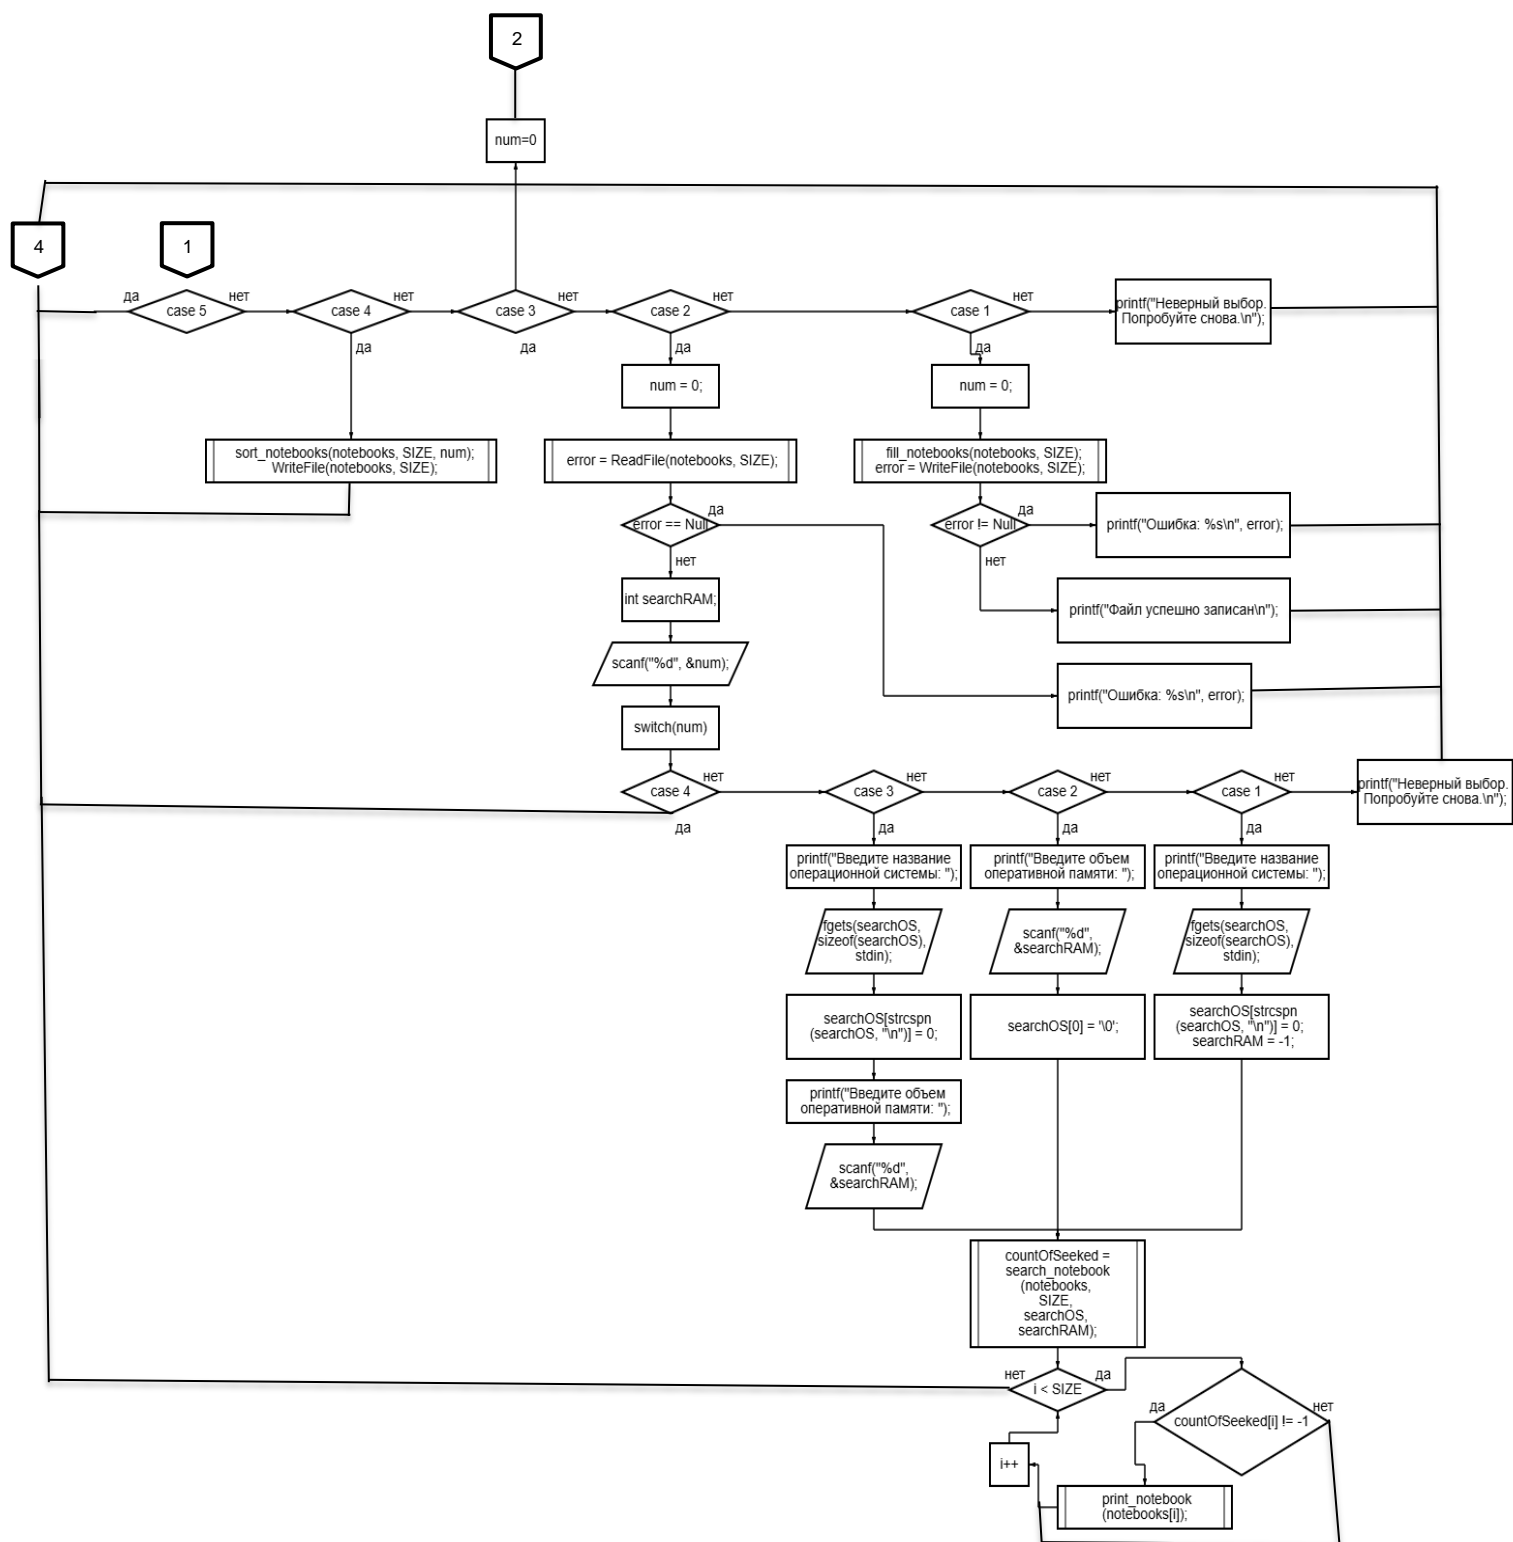 2
num=0
4
1
да
case 5
нет
case 4
нет
case 3
нет
case 2
нет
case 1
нет
printf("Неверный выбор.
Попробуйте снова.\n");
да
да
да
да
num = 0;
num = 0;
sort_notebooks(notebooks, SIZE, num);
WriteFile(notebooks, SIZE);
error = ReadFile(notebooks, SIZE);
fill_notebooks(notebooks, SIZE);
error = WriteFile(notebooks, SIZE);
error == Null
да
error != Null
да
printf("Ошибка: %s\n", error);
нет
нет
int searchRAM;
printf("Файл успешно записан\n");
scanf("%d", &num);
printf("Ошибка: %s\n", error);
switch(num)
case 4
нет
case 3
нет
case 2
нет
case 1
нет
printf("Неверный выбор.
Попробуйте снова.\n");
да
да
да
да
printf("Введите название
операционной системы: ");
printf("Введите объем
оперативной памяти: ");
printf("Введите название
операционной системы: ");
fgets(searchOS,
sizeof(searchOS),
stdin);
scanf("%d",
&searchRAM);
fgets(searchOS,
sizeof(searchOS),
stdin);
searchOS[strcspn
(searchOS, "\n")] = 0;
searchOS[0] = '\0';
searchOS[strcspn
(searchOS, "\n")] = 0;
searchRAM = -1;
printf("Введите объем
оперативной памяти: ");
scanf("%d",
&searchRAM);
countOfSeeked =
search_notebook
(notebooks,
SIZE,
searchOS,
searchRAM);
нет
i < SIZE
да
да
countOfSeeked[i] != -1
нет
i++
print_notebook
(notebooks[i]);